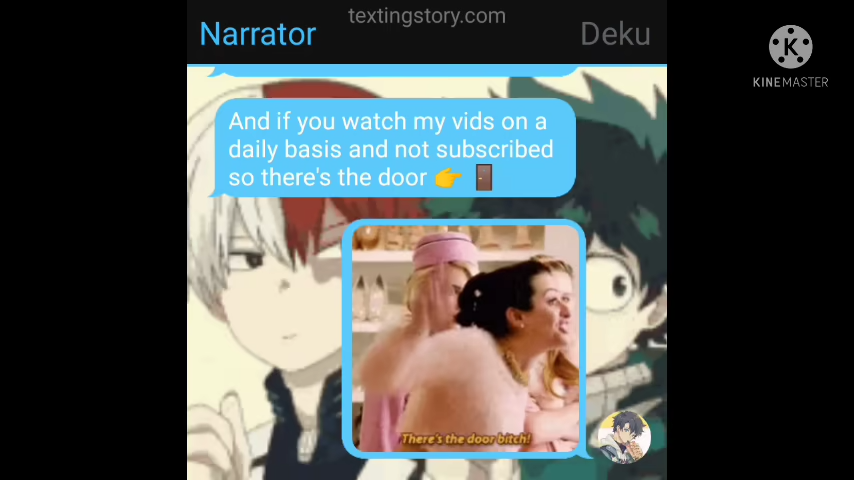 textingstory.com
Narrator
Deku
K
KINEMASTER
And if you watch my vids on a
daily basis and not subscribed
so there's the door 👉 🚪
There's the door bitch!